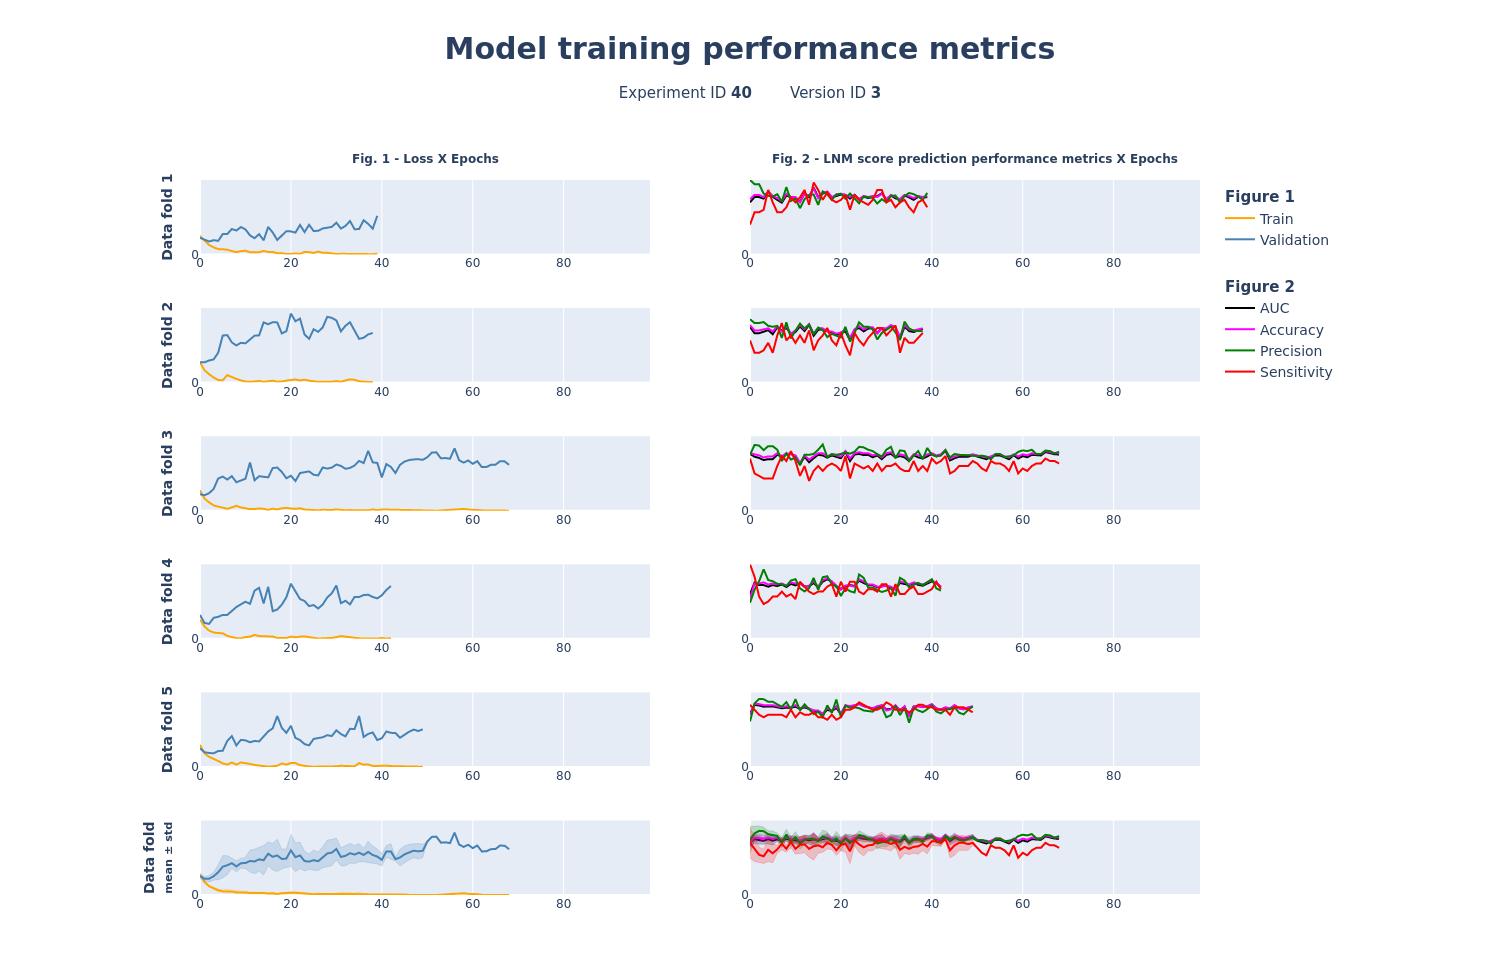 Model training performance metrics
Experiment ID 40 Version ID 3
Fig. 1 - Loss X Epochs
Fig. 2 - LNM score prediction performance metrics X Epochs
Data fold 1
0
0 20 40 60 80
0
0 20 40 60 80
Figure 1
Train
Validation
Figure 2
AUC
Accuracy
Precision
Sensitivity
Data fold 2
0
0 20 40 60 80
0
0 20 40 60 80
Data fold 3
0
0 20 40 60 80
0
0 20 40 60 80
Data fold 4
0
0 20 40 60 80
0
0 20 40 60 80
Data fold 5
0
0 20 40 60 80
0
0 20 40 60 80
Data fold
mean ± std
0
0 20 40 60 80
0
0 20 40 60 80